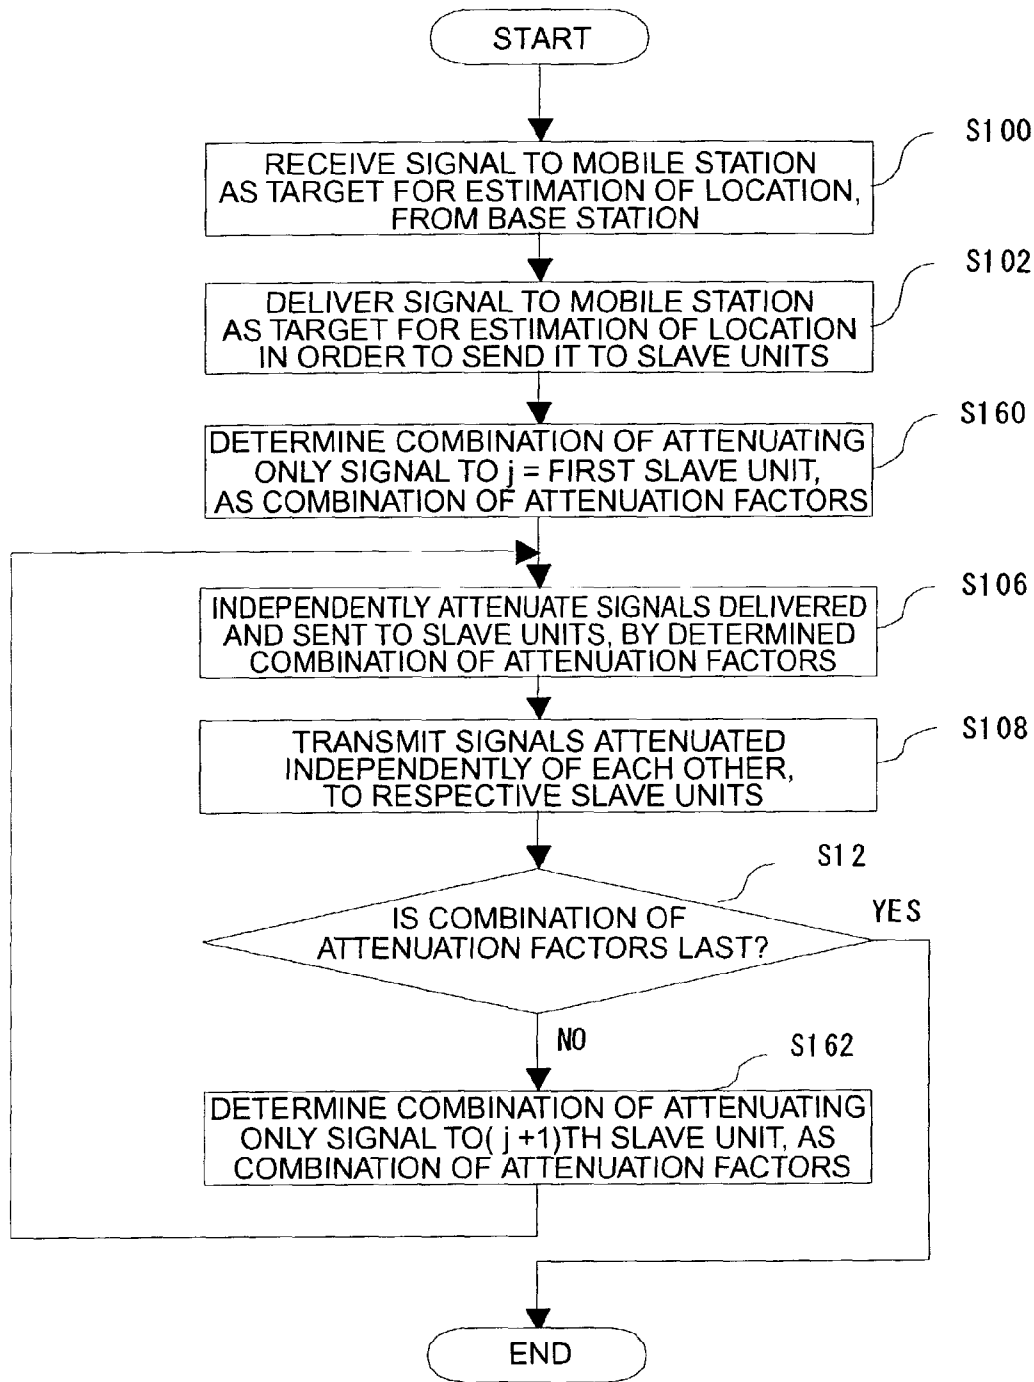 START
S100
RECEIVE SIGNAL TO MOBILE STATION
AS TARGET FOR ESTIMATION OF LOCATION,
FROM BASE STATION
S102
DELIVER SIGNAL TO MOBILE STATION
AS TARGET FOR ESTIMATION OF LOCATION
IN ORDER TO SEND IT TO SLAVE UNITS
S160
DETERMINE COMBINATION OF ATTENUATING
ONLY SIGNAL TO j = FIRST SLAVE UNIT,
AS COMBINATION OF ATTENUATION FACTORS
S106
INDEPENDENTLY ATTENUATE SIGNALS DELIVERED
AND SENT TO SLAVE UNITS, BY DETERMINED
COMBINATION OF ATTENUATION FACTORS
S108
TRANSMIT SIGNALS ATTENUATED
INDEPENDENTLY OF EACH OTHER,
TO RESPECTIVE SLAVE UNITS
S12
IS COMBINATION OF
ATTENUATION FACTORS LAST?
YES
NO
S162
DETERMINE COMBINATION OF ATTENUATING
ONLY SIGNAL TO( j +1)TH SLAVE UNIT, AS
COMBINATION OF ATTENUATION FACTORS
END